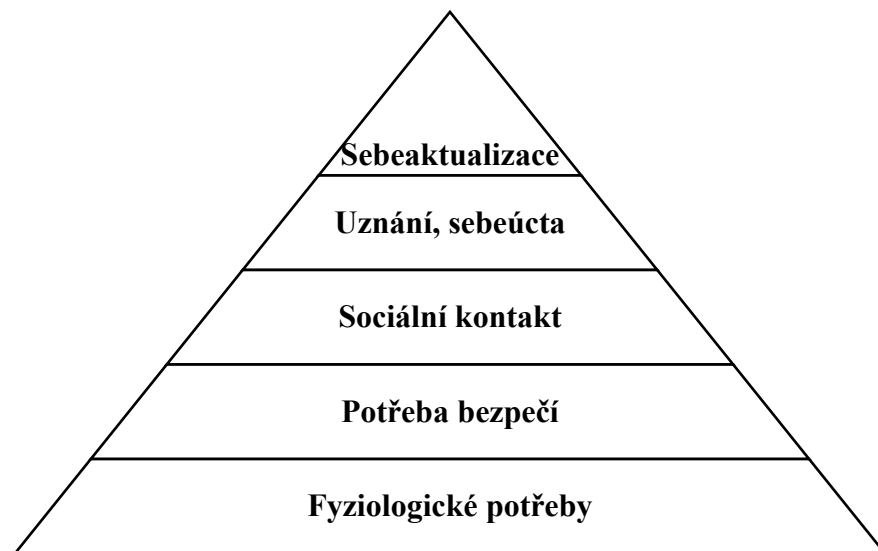 Sebeaktualizace
Uznání, sebeúcta
Sociální kontakt
Potřeba bezpečí
Fyziologické potřeby